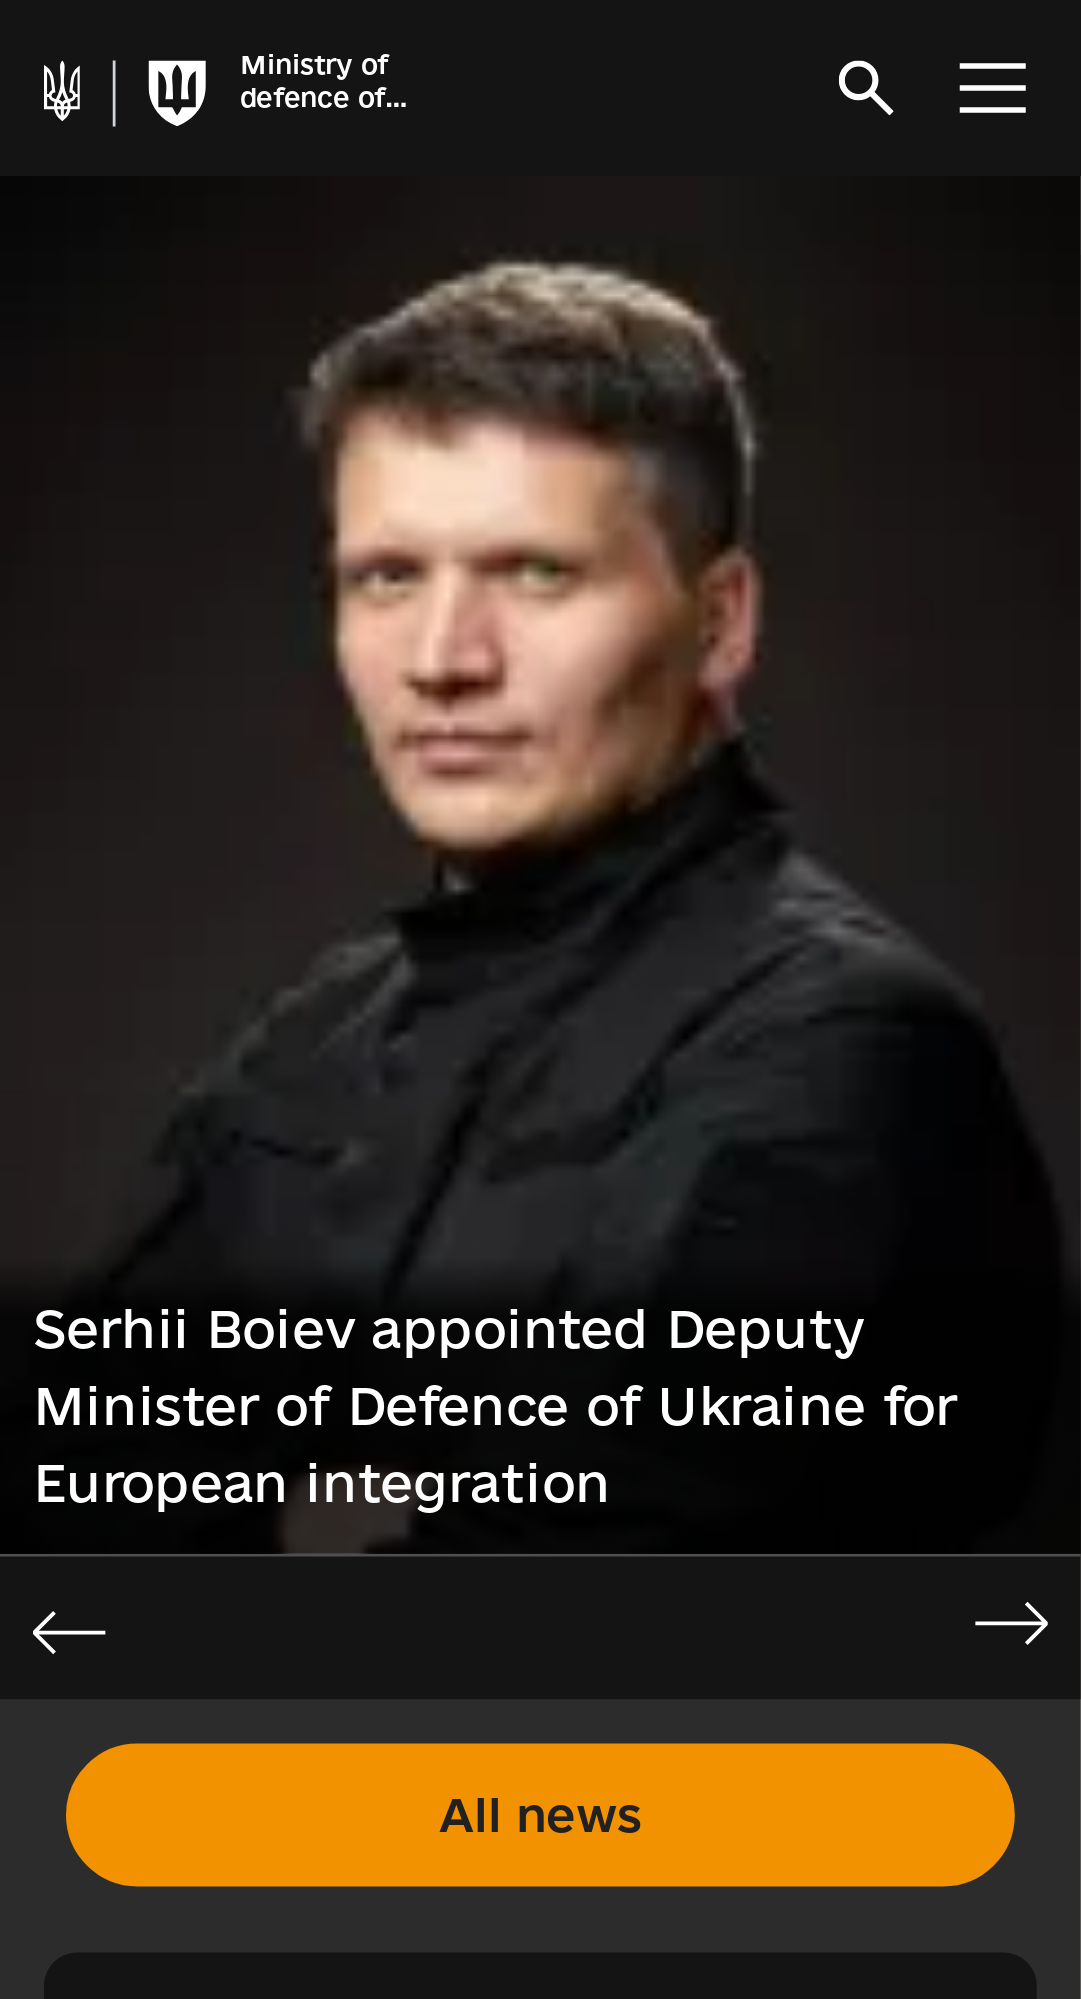 Ministry of
defence of...
Serhii Boiev appointed Deputy
Minister of Defence of Ukraine for
European integration
All news